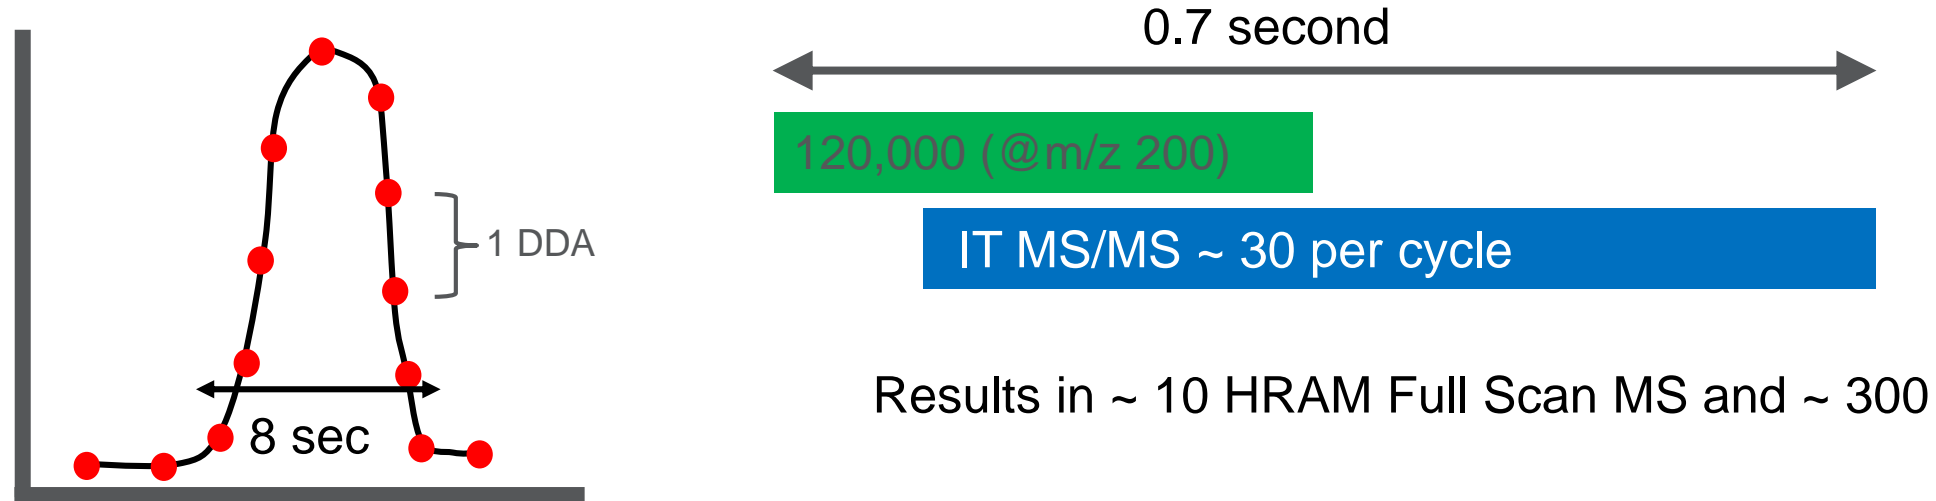 0.7 second
120,000 (@m/z 200)
1 DDA
IT MS/MS ~ 30 per cycle
8 sec
Results in ~ 10 HRAM Full Scan MS and ~ 300